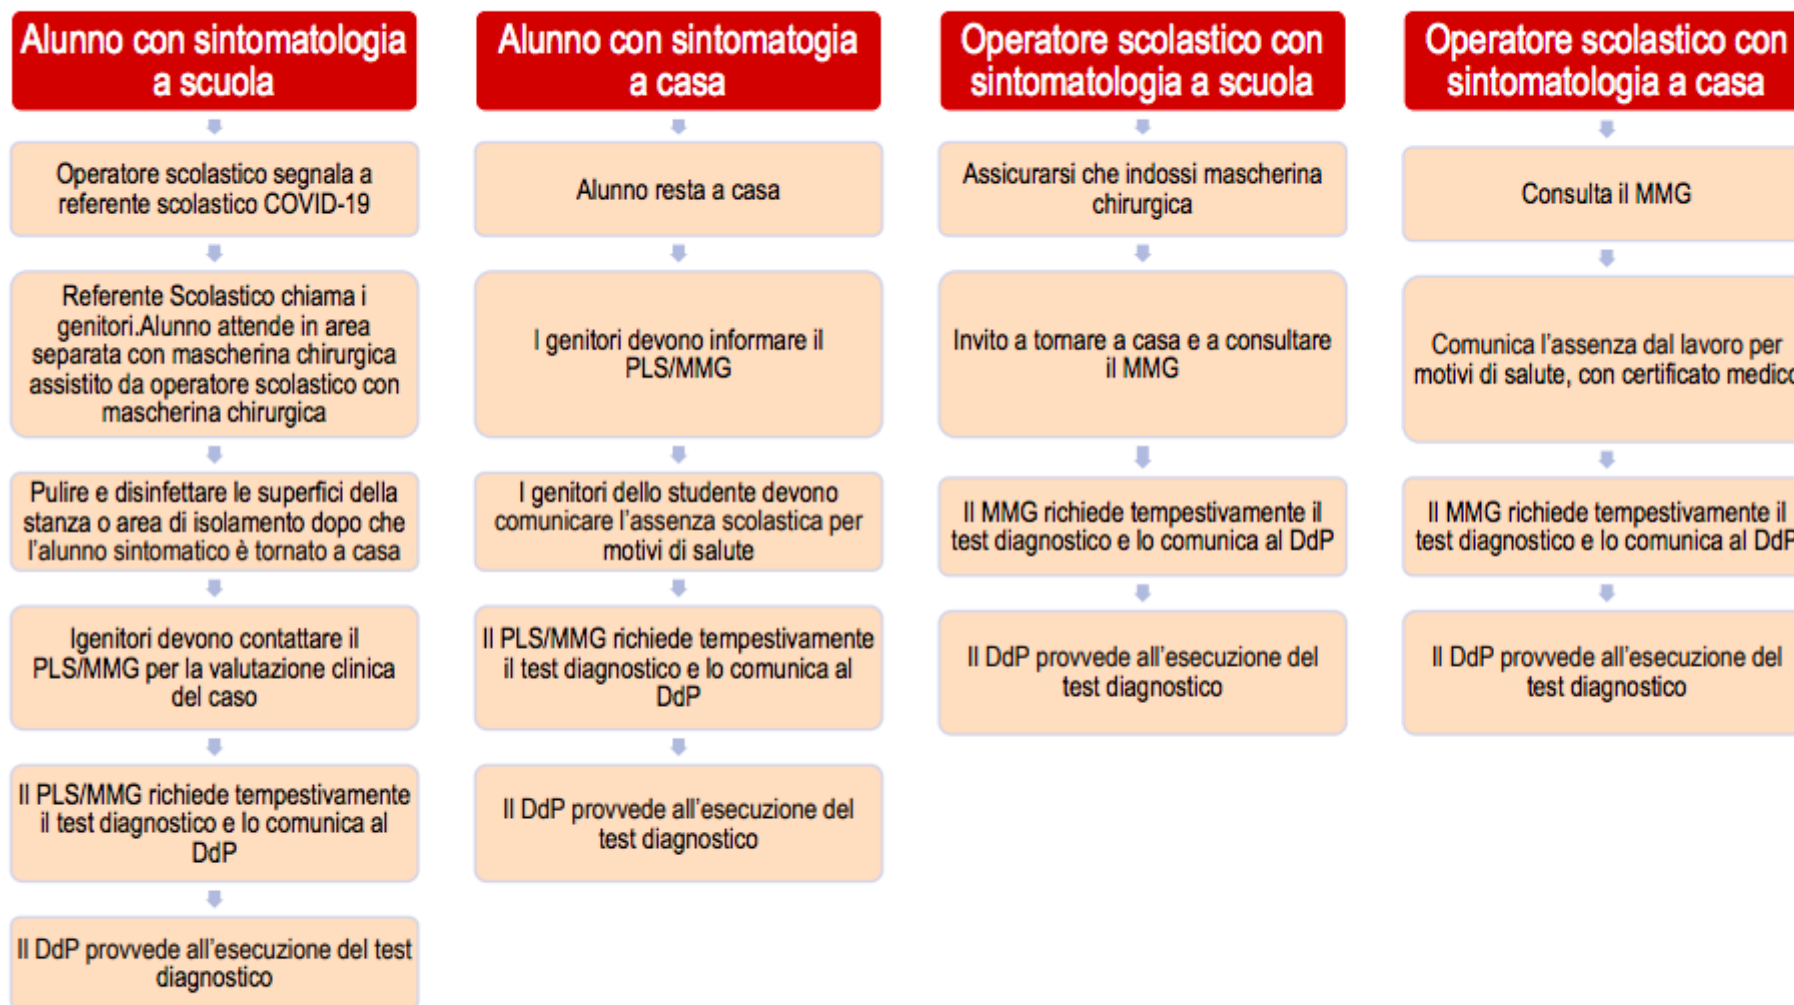 Alunno con sintomatologia
a scuola
Operatore scolastico segnala a
referente scolastico COVID-19
Referente Scolastico chiama i
genitori.Alunno attende in area
separata con mascherina chirurgica
assistito da operatore scolastico con
mascherina chirurgica
Pulire e disinfettare le superfici della
stanza o area di isolamento dopo che
l'alunno sintomatico è tornato a casa
Igenitori devono contattare il
PLS/MMG per la valutazione clinica
del caso
Il PLS/MMG richiede tempestivamente
il test diagnostico e lo comunica al
DdP
Il DdP provvede all'esecuzione del test
diagnostico
Alunno con sintomatogia
a casa
Alunno resta a casa
I genitori devono informare il
PLS/MMG
I genitori dello studente devono
comunicare l'assenza scolastica per
motivi di salute
Il PLS/MMG richiede tempestivamente
il test diagnostico e lo comunica al
DdP
Il DdP provvede all'esecuzione del
test diagnostico
Operatore scolastico con
sintomatologia a scuola
Assicurarsi che indossi mascherina
chirurgica
Invito a tornare a casa e a consultare
il MMG
Il MMG richiede tempestivamente il
test diagnostico e lo comunica al DdP
Il DdP provvede all'esecuzione del
test diagnostico
Operatore scolastico con
sintomatologia a casa
Consulta il MMG
Comunica l'assenza dal lavoro per
motivi di salute, con certificato medico
Il MMG richiede tempestivamente il
test diagnostico e lo comunica al DdP
Il DdP provvede all'esecuzione del
test diagnostico